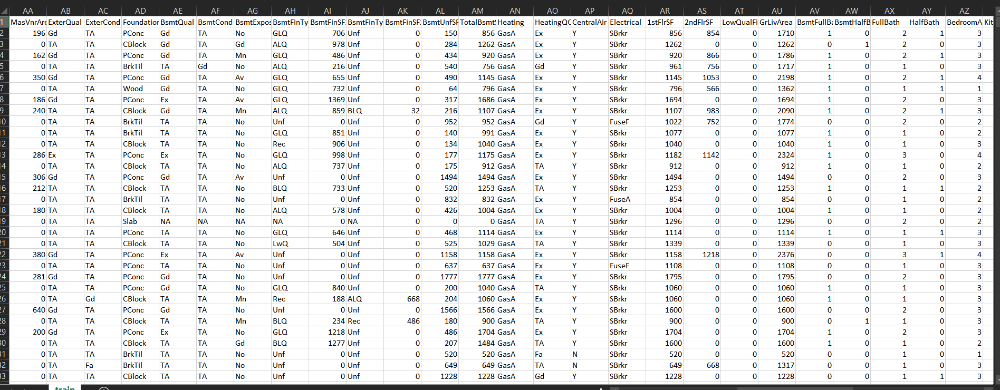 AA AB AC AD AE AF AG AH AI AJ AK AL AM AN AO AP AQ AR AS AT AU AV AW AX AY AZ
1 MasVnrAre ExterQual ExterCond Foundation BsmtQual BsmtCond BsmtExpos BsmtFinTy BsmtFinSF BsmtFinTy BsmtFinSF BsmtUnfSF TotalBsmtS Heating HeatingQC CentralAir Electrical 1stFlrSF 2ndFlrSF LowQualFi GrLivArea BsmtFullBa BsmtHalfB FullBath HalfBath BedroomA Kit
2 196 Gd TA PConc Gd TA No GLQ 706 Unf 0 150 856 GasA Ex Y SBrkr 856 854 0 1710 1 0 2 1 3
3 0 TA TA CBlock Gd TA Gd ALQ 978 Unf 0 284 1262 GasA Ex Y SBrkr 1262 0 0 1262 0 1 2 0 3
4 162 Gd TA PConc Gd TA Mn GLQ 486 Unf 0 434 920 GasA Ex Y SBrkr 920 866 0 1786 1 0 2 1 3
5 0 TA TA BrkTil TA Gd No ALQ 216 Unf 0 540 756 GasA Gd Y SBrkr 961 756 0 1717 1 0 1 0 3
6 350 Gd TA PConc Gd TA Av GLQ 655 Unf 0 490 1145 GasA Ex Y SBrkr 1145 1053 0 2198 1 0 2 1 4
7 0 TA TA Wood Gd TA No GLQ 732 Unf 0 64 796 GasA Ex Y SBrkr 796 566 0 1362 1 0 1 1 1
8 186 Gd TA PConc Ex TA Av GLQ 1369 Unf 0 317 1686 GasA Ex Y SBrkr 1694 0 0 1694 1 0 2 0 3
9 240 TA TA CBlock Gd TA Mn ALQ 859 BLQ 32 216 1107 GasA Ex Y SBrkr 1107 983 0 2090 1 0 2 1 3
10 0 TA TA BrkTil TA TA No Unf 0 Unf 0 952 952 GasA Gd Y FuseF 1022 752 0 1774 0 0 2 0 2
11 0 TA TA BrkTil TA TA No GLQ 851 Unf 0 140 991 GasA Ex Y SBrkr 1077 0 0 1077 1 0 1 0 2
12 0 TA TA CBlock TA TA No Rec 906 Unf 0 134 1040 GasA Ex Y SBrkr 1040 0 0 1040 1 0 1 0 3
13 286 Ex TA PConc Ex TA No GLQ 998 Unf 0 177 1175 GasA Ex Y SBrkr 1182 1142 0 2324 1 0 3 0 4
14 0 TA TA CBlock TA TA No ALQ 737 Unf 0 175 912 GasA TA Y SBrkr 912 0 0 912 1 0 1 0 2
15 306 Gd TA PConc Gd TA Av Unf 0 Unf 0 1494 1494 GasA Ex Y SBrkr 1494 0 0 1494 0 0 2 0 3
16 212 TA TA CBlock TA TA No BLQ 733 Unf 0 520 1253 GasA TA Y SBrkr 1253 0 0 1253 1 0 1 1 2
17 0 TA TA BrkTil TA TA No Unf 0 Unf 0 832 832 GasA Ex Y FuseA 854 0 0 854 0 0 1 0 2
18 180 TA TA CBlock TA TA No ALQ 578 Unf 0 426 1004 GasA Ex Y SBrkr 1004 0 0 1004 1 0 1 0 2
19 0 TA TA Slab NA NA NA NA 0 NA 0 0 0 GasA TA Y SBrkr 1296 0 0 1296 0 0 2 0 2
20 0 TA TA PConc TA TA No GLQ 646 Unf 0 468 1114 GasA Ex Y SBrkr 1114 0 0 1114 1 0 1 1 3
21 0 TA TA CBlock TA TA No LwQ 504 Unf 0 525 1029 GasA TA Y SBrkr 1339 0 0 1339 0 0 1 0 3
22 380 Gd TA PConc Ex TA Av Unf 0 Unf 0 1158 1158 GasA Ex Y SBrkr 1158 1218 0 2376 0 0 3 1 4
23 0 TA TA PConc TA TA No Unf 0 Unf 0 637 637 GasA Ex Y FuseF 1108 0 0 1108 0 0 1 0 3
24 281 Gd TA PConc Gd TA No Unf 0 Unf 0 1777 1777 GasA Ex Y SBrkr 1795 0 0 1795 0 0 2 0 3
25 0 TA TA PConc Gd TA No GLQ 840 Unf 0 200 1040 GasA TA Y SBrkr 1060 0 0 1060 1 0 1 0 3
26 0 TA Gd CBlock TA TA Mn Rec 188 ALQ 668 204 1060 GasA Ex Y SBrkr 1060 0 0 1060 1 0 1 0 3
27 640 Gd TA PConc Gd TA No Unf 0 Unf 0 1566 1566 GasA Ex Y SBrkr 1600 0 0 1600 0 0 2 0 3
28 0 TA TA CBlock TA TA Mn BLQ 234 Rec 486 180 900 GasA TA Y SBrkr 900 0 0 900 0 1 1 0 3
29 200 Gd TA PConc Ex TA No GLQ 1218 Unf 0 486 1704 GasA Ex Y SBrkr 1704 0 0 1704 1 0 2 0 3
30 0 TA TA CBlock TA TA Gd BLQ 1277 Unf 0 207 1484 GasA TA Y SBrkr 1600 0 0 1600 1 0 1 0 2
31 0 TA TA BrkTil TA TA No Unf 0 Unf 0 520 520 GasA Fa N SBrkr 520 0 0 520 0 0 1 0 1
32 0 TA Fa BrkTil TA TA No Unf 0 Unf 0 649 649 GasA TA N SBrkr 649 668 0 1317 0 0 1 0 3
33 0 TA TA CBlock TA TA No Unf 0 Unf 0 1228 1228 GasA Gd Y SBrkr 1228 0 0 1228 0 0 1 1 3
train